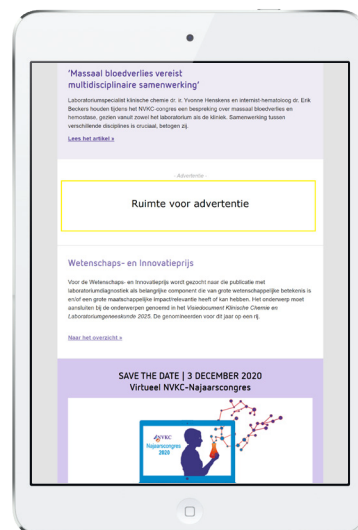 'Massaal bloedverlies vereist
multidisciplinaire samenwerking'
Laboratoriumspecialist klinische chemie dr. ir. Yvonne Henskens en internist-hematoloog dr. Erik
Beckers houden tijdens het NVKC-congres een bespreking over massaal bloedverlies en
hemostase, gezien vanuit zowel het laboratorium als de kliniek. Samenwerking tussen
verschillende disciplines is cruciaal, betogen zij.
Lees het artikel »
- Advertentie -
Ruimte voor advertentie
Wetenschaps- en Innovatieprijs
Voor de Wetenschaps- en Innovatieprijs wordt gezocht naar die publicatie met
laboratoriumdiagnostiek als belangrijke component die van grote wetenschappelijke betekenis is
en/of een grote maatschappelijke impact/relevantie heeft of kan hebben. Het onderwerp moet
aansluiten bij de onderwerpen genoemd in het Visiedocument Klinische Chemie en
Laboratoriumgeneeskunde 2025. De genomineerden voor dit jaar op een rij.
Naar het overzicht »
SAVE THE DATE | 3 DECEMBER 2020
Virtueel NVKC-Najaarscongres
NVKC
Najaarscongres
2020